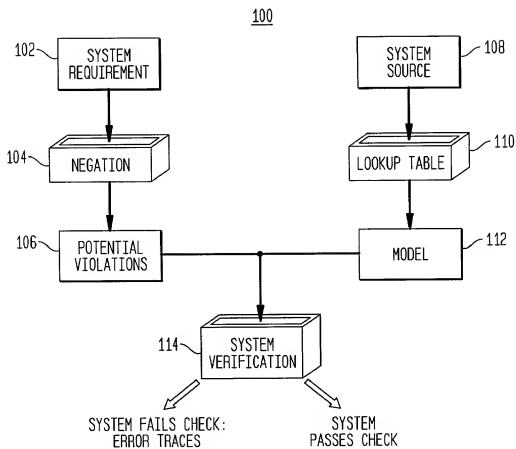 100
102
SYSTEM
REQUIREMENT
SYSTEM
SOURCE
108
104
NEGATION
LOOKUP TABLE
110
106
POTENTIAL
VIOLATIONS
MODEL
112
114
SYSTEM
VERIFICATION
SYSTEM FAILS CHECK:
ERROR TRACES
SYSTEM
PASSES CHECK